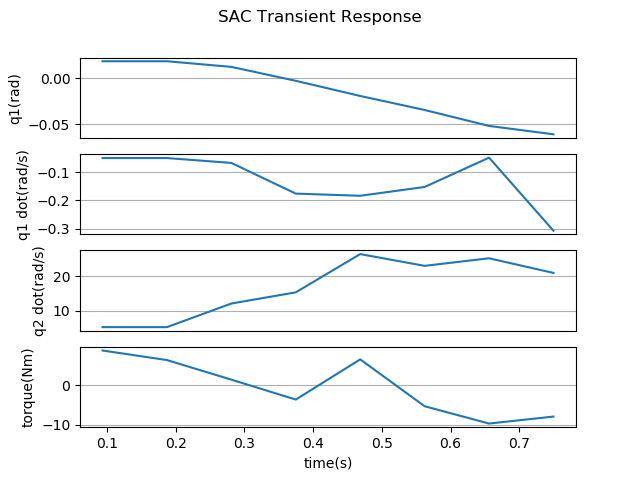 SAC Transient Response
q1(rad)
0.00
−0.05
q1 dot(rad/s)
−0.1
−0.2
−0.3
q2 dot(rad/s)
20
10
torque(Nm)
0
−10
0.1 0.2 0.3 0.4 0.5 0.6 0.7
time(s)